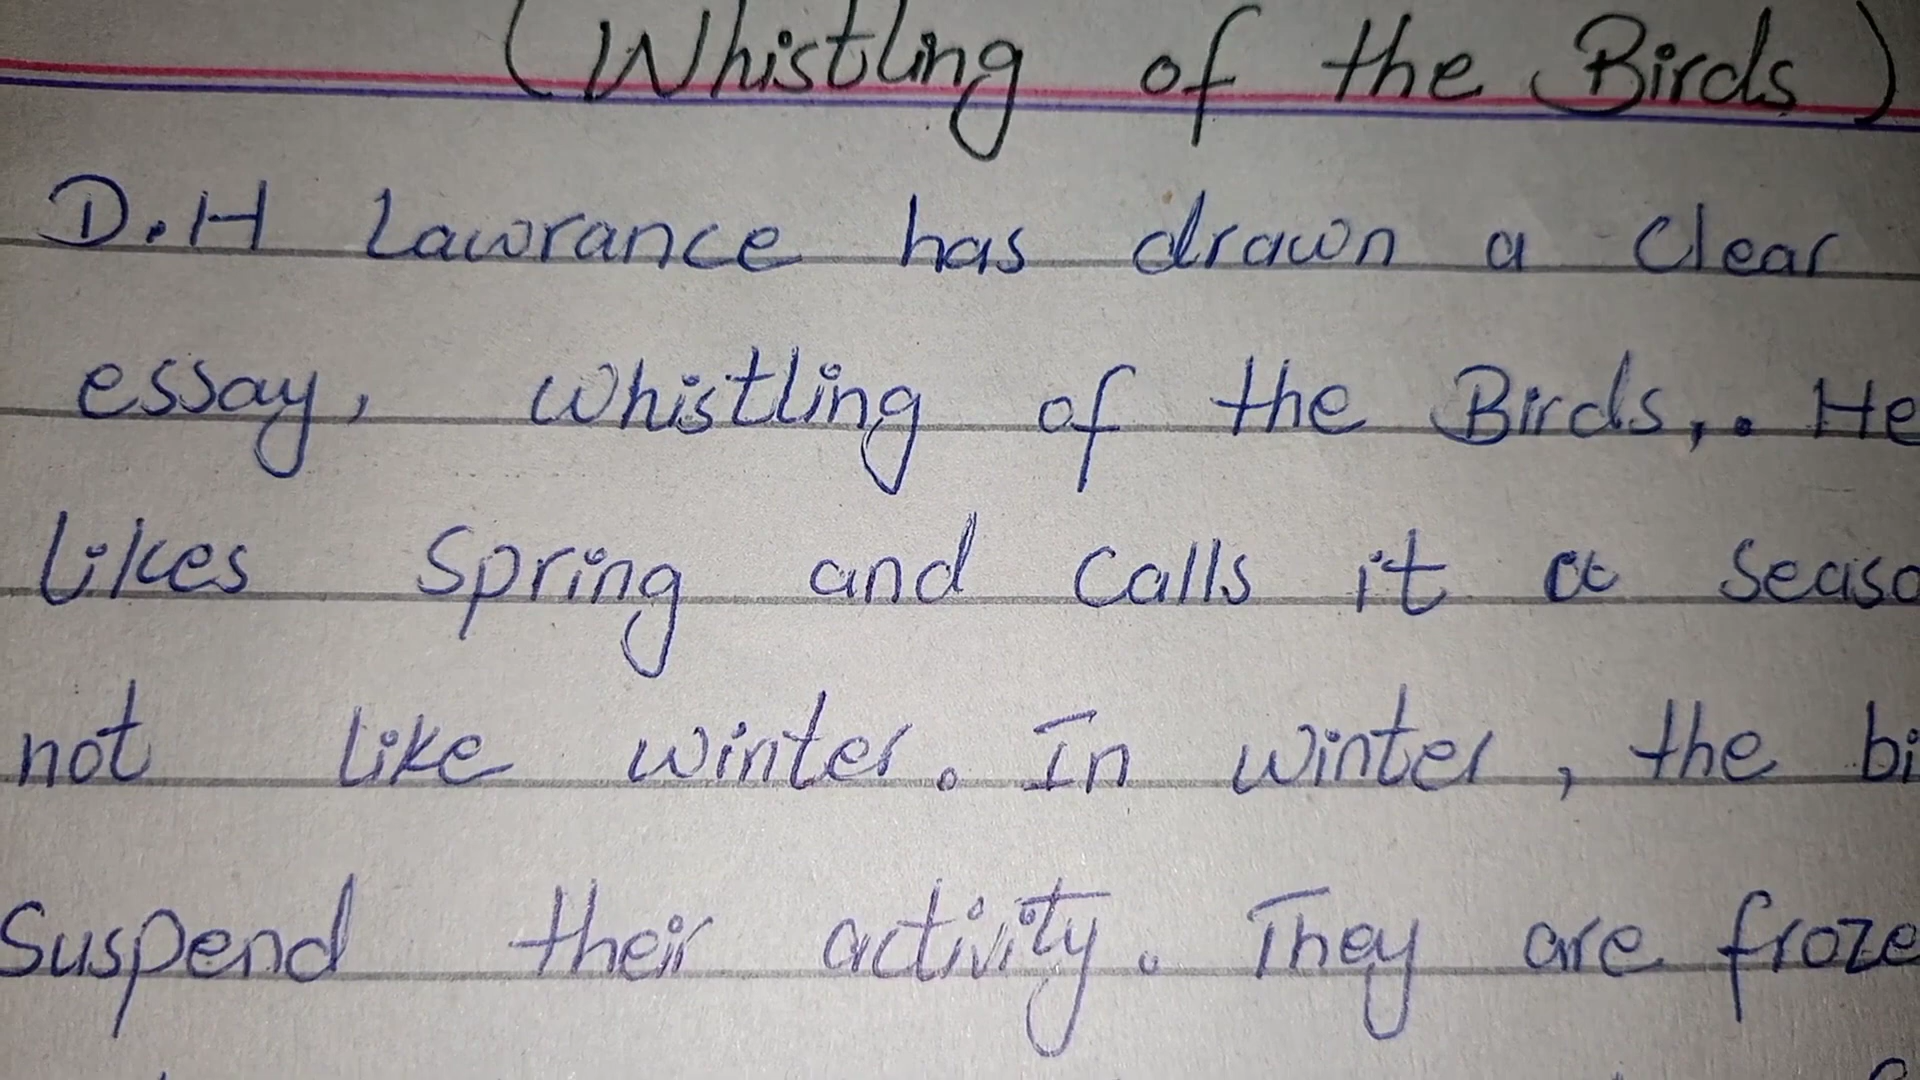 (Whistling of the Birds)
D.H Lawrance has drawn a clear
essay, Whistling of the Birds,. He
likes Spring and calls it a
not like winter. In winter, the
Suspend their activity. They are